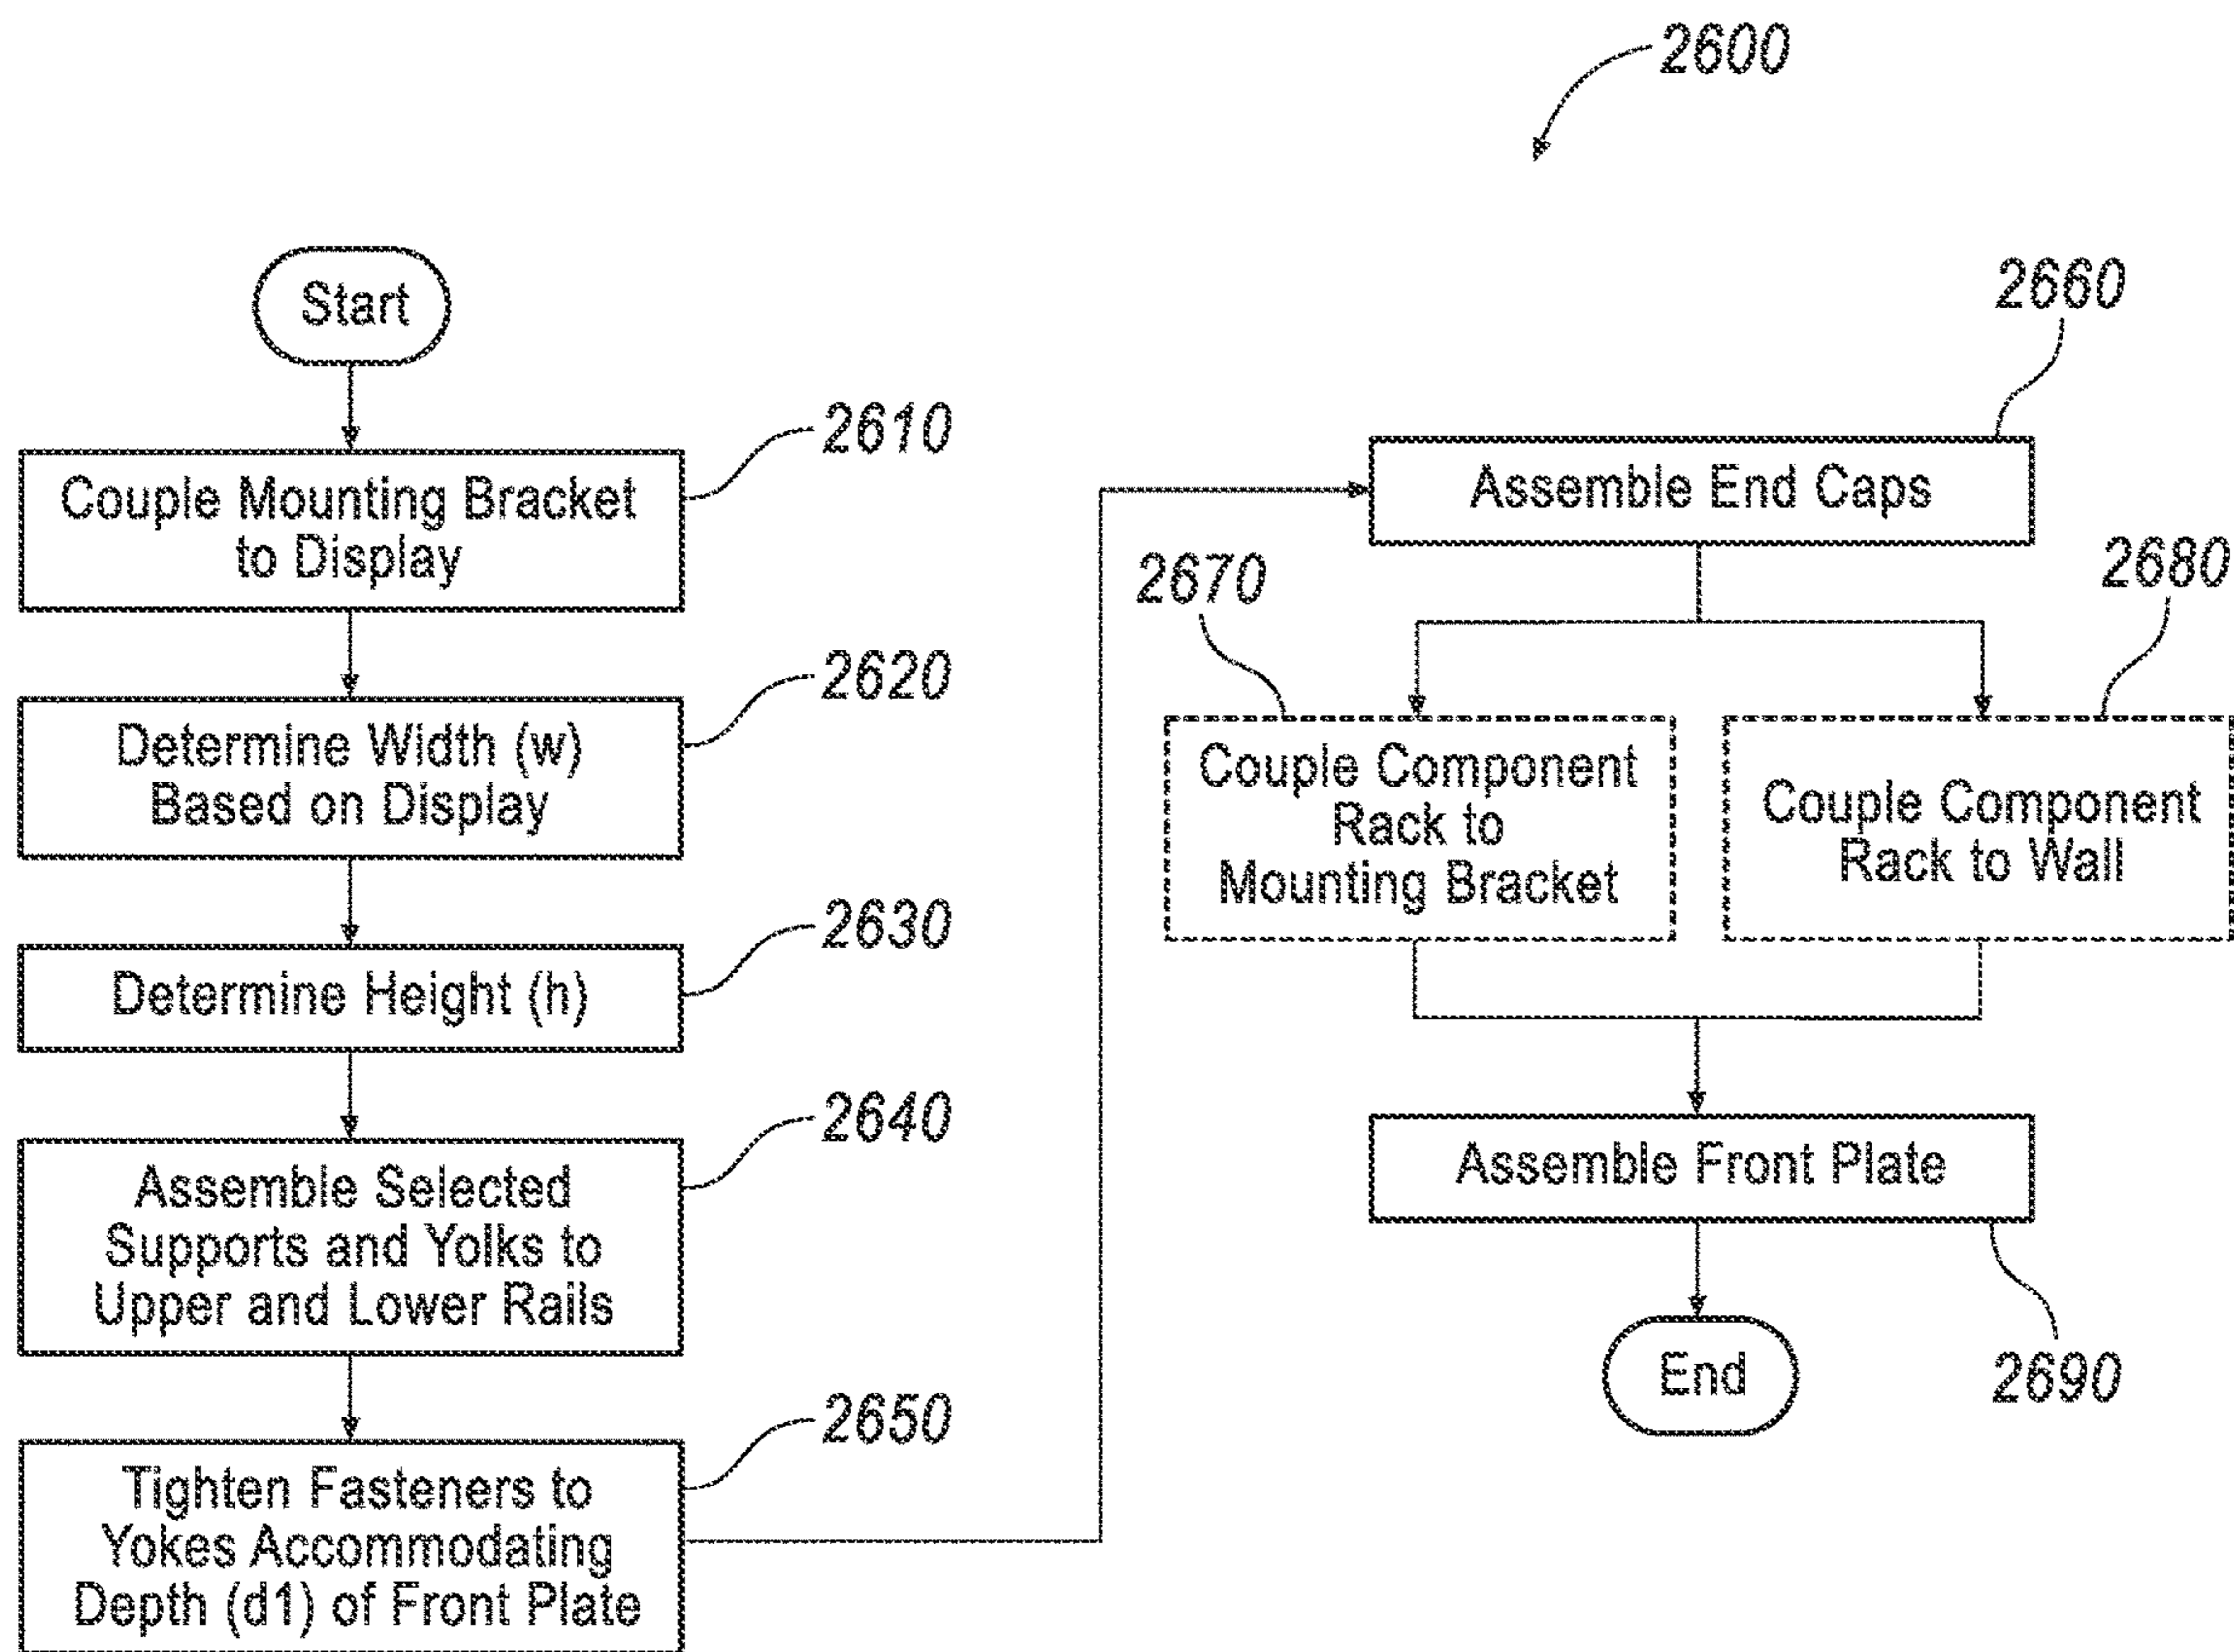 2600
Start
2610
Couple Mounting Bracket
to Display
2620
Determine Width (w)
Based on Display
2630
Determine Height (h)
2640
Assemble Selected
Supports and Yolks to
Upper and Lower Rails
2650
Tighten Fasteners to
Yokes Accommodating
Depth (d1) of Front Plate
2660
Assemble End Caps
2670
Couple Component
Rack to
Mounting Bracket
2680
Couple Component
Rack to Wall
Assemble Front Plate
2690
End